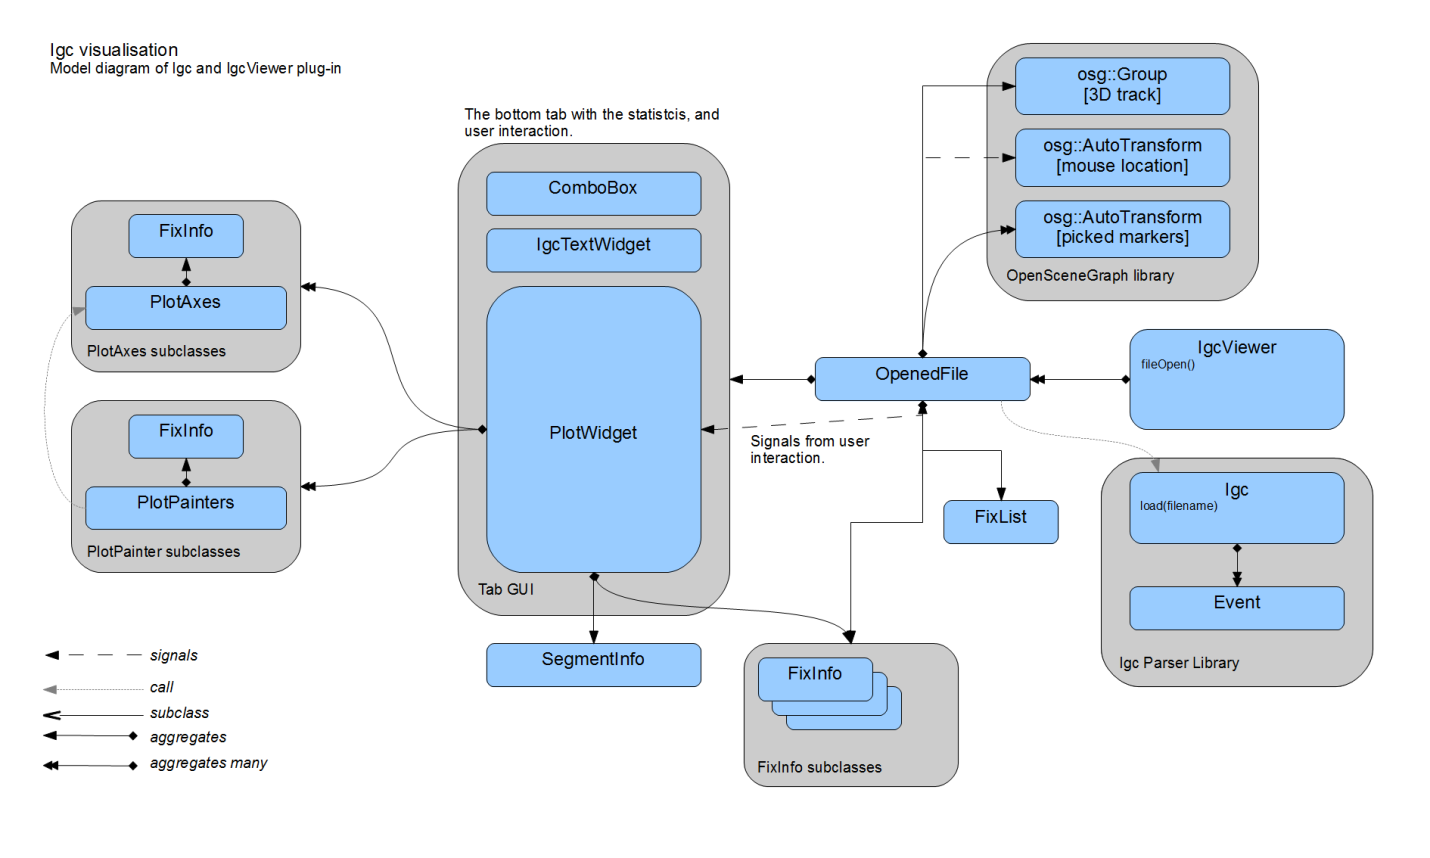 Igc visualisation
Model diagram of Igc and IgcViewer plug-in
The bottom tab with the statistcis, and
user interaction.
ComboBox
IgcTextWidget
PlotWidget
Tab GUI
FixInfo
PlotAxes
PlotAxes subclasses
FixInfo
PlotPainters
PlotPainter subclasses
osg::Group
[3D track]
osg::AutoTransform
[mouse location]
osg::AutoTransform
[picked markers]
OpenSceneGraph library
OpenedFile
IgcViewer
fileOpen()
Signals from user
interaction.
Igc
load(filename)
Event
Igc Parser Library
FixList
SegmentInfo
FixInfo
FixInfo subclasses
signals
call
subclass
aggregates
aggregates many